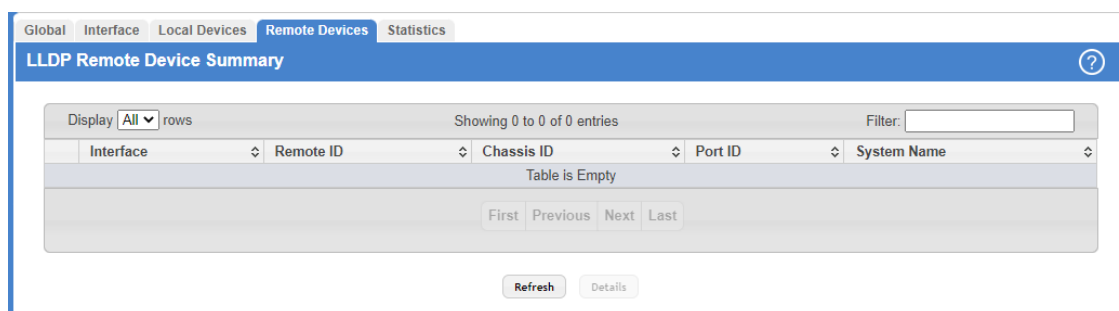 Global Interface Local Devices Remote Devices Statistics
LLDP Remote Device Summary ?
Display All rows Showing 0 to 0 of 0 entries Filter:
Interface Remote ID Chassis ID Port ID System Name
Table is Empty
First Previous Next Last
Refresh Details